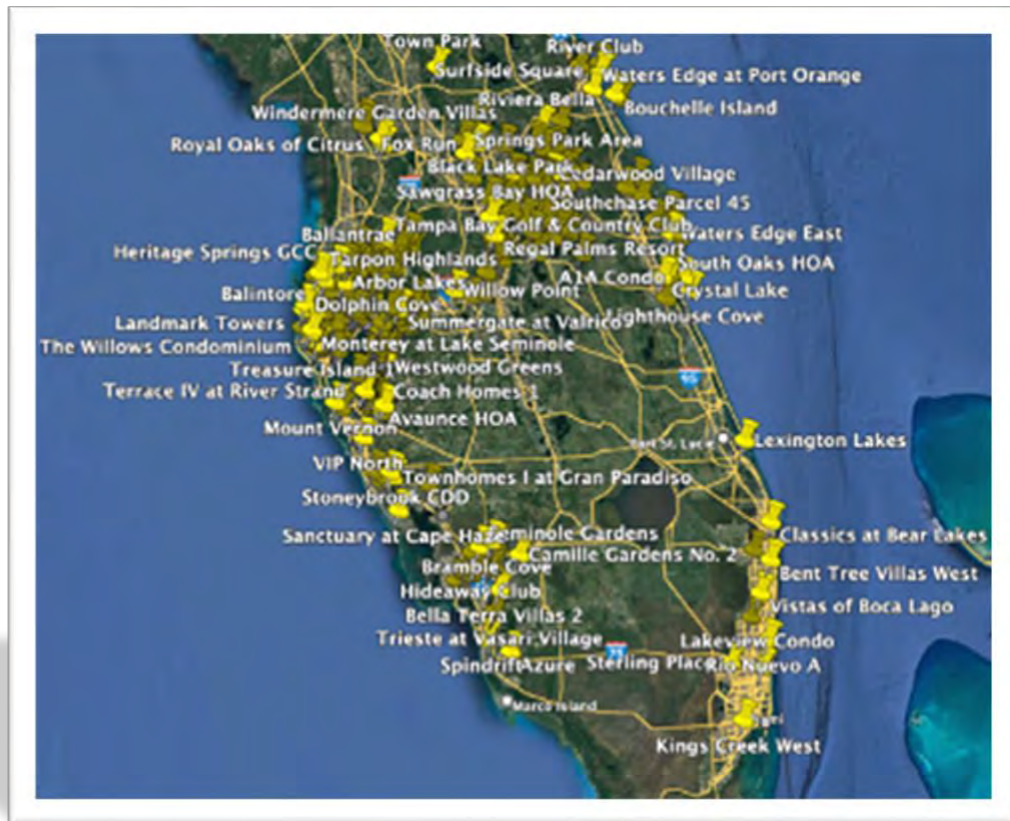 Town Park
River Club
Surfside Square
Waters Edge at Port Orange
Riviera Bella
Bouchelle Island
Windermere Garden Villas
Royal Oaks of Citrus
Fox Run
Springs Park Area
Black Lake Park
Cedarwood Village
Sawgrass Bay HOA
Southchase Parcel 45
Tampa Bay Golf & Country Club
Ballantrae
Waters Edge East
Heritage Springs GCC
Tarpon Highlands
Regal Palms Resort
South Oaks HOA
Arbor Lakes
Willow Point
A1A Condo
Crystal Lake
Balintore
Dolphin Cove
Landmark Towers
Summergate at Valrico
Lighthouse Cove
The Willows Condominium
Monterey at Lake Seminole
Treasure Island 1
Westwood Greens
95
Terrace IV at River Strand
Coach Homes 1
Avaunce HOA
Mount Vernon
Port St. Lucie
Lexington Lakes
VIP North
Townhomes I at Gran Paradiso
Stoneybrook CDD
Sanctuary at Cape Haze
Seminole Gardens
Classics at Bear Lakes
Camille Gardens No. 2
Bramble Cove
Bent Tree Villas West
Hideaway Club
Bella Terra Villas 2
Vistas of Boca Lago
Trieste at Vasari Village
Lakeview Condo
75
Spindrift
Azure
Sterling Place
Rio Nuevo A
Marco Island
Kings Creek West